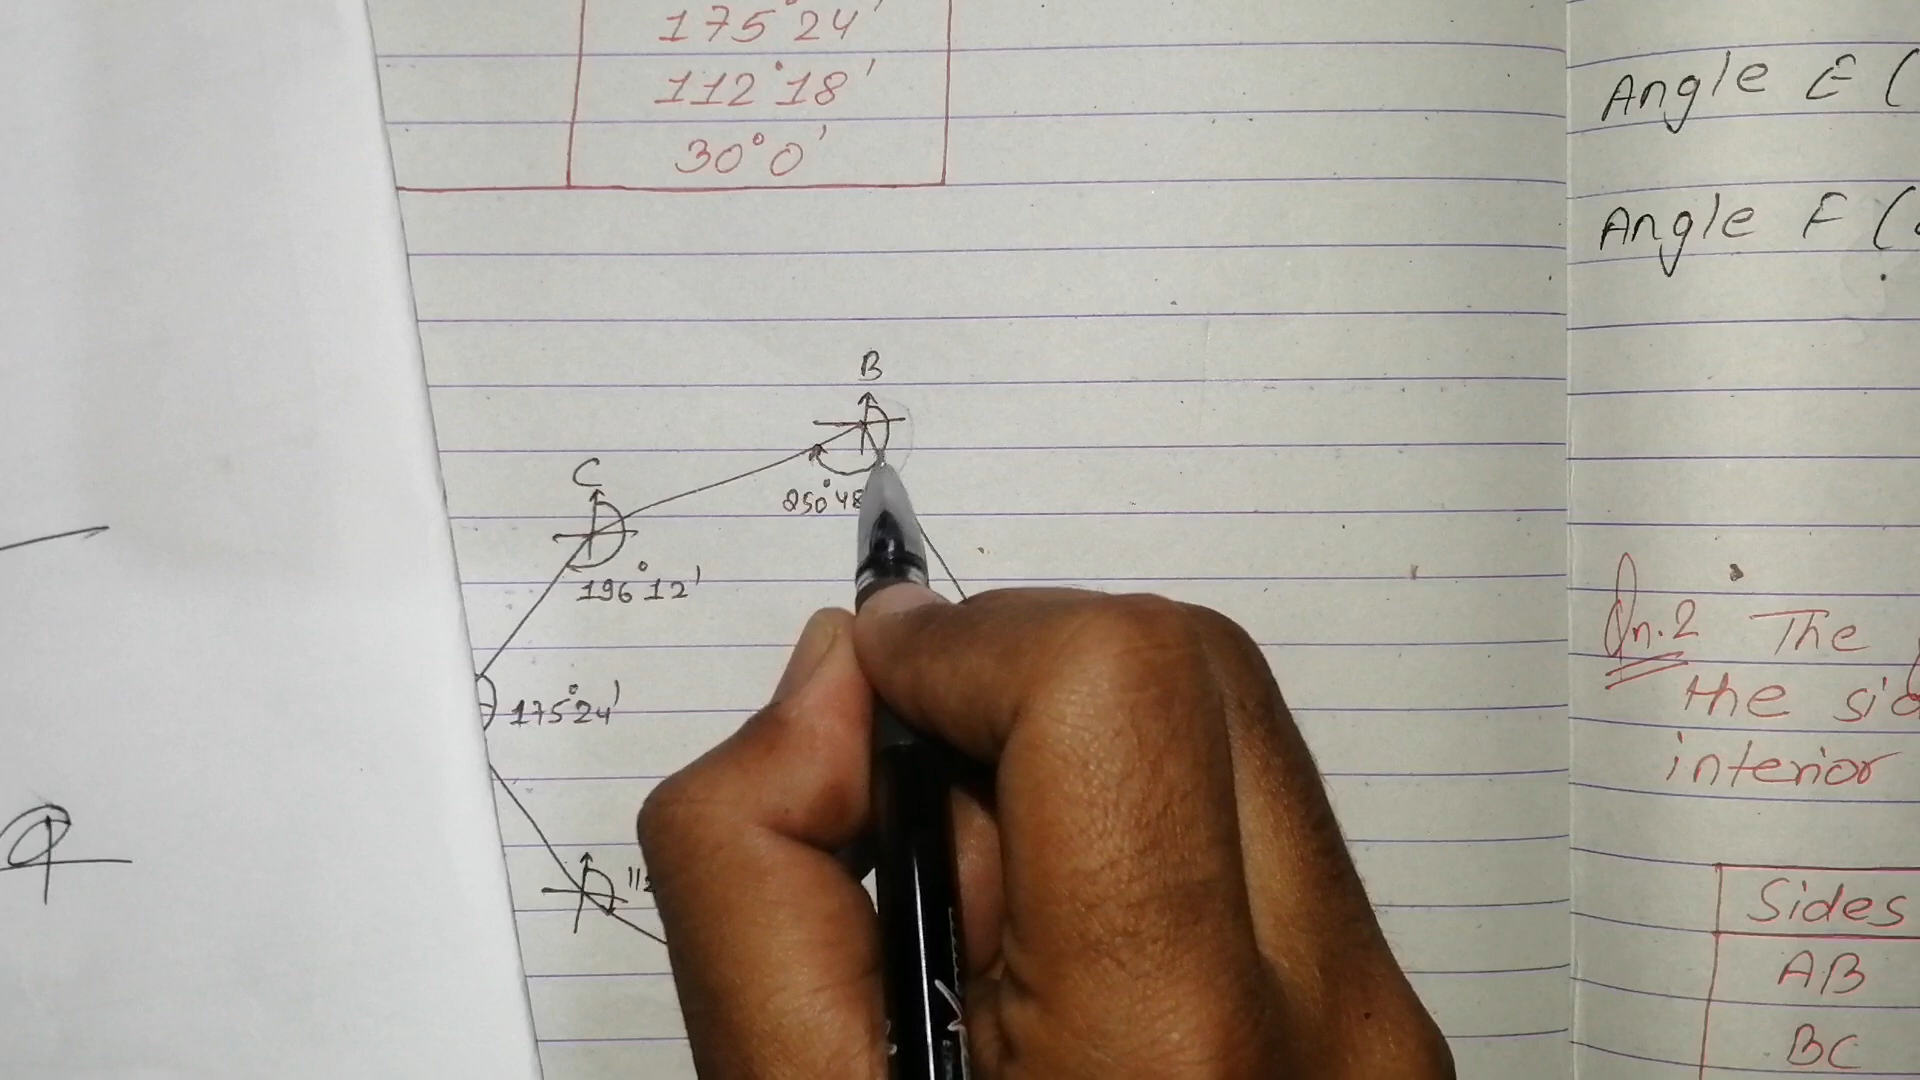 175°24'
112°18'
30°0'
B
C
250°48
196°12'
175°24'
Angle E (
Angle F (
Qn.2 The
the
interior
Sides
AB
BC